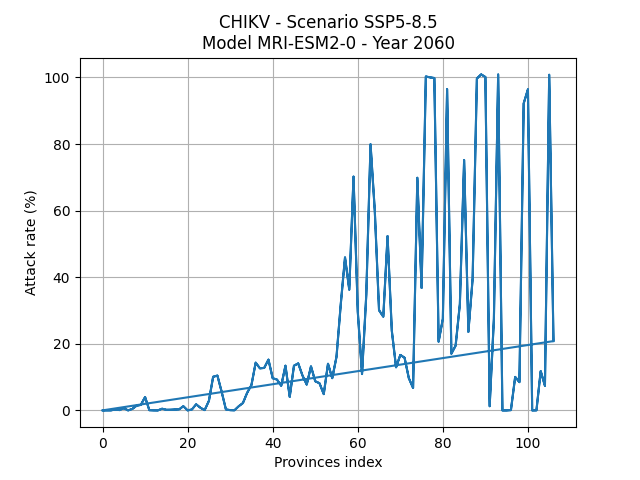 CHIKV - Scenario SSP5-8.5
Model MRI-ESM2-0 - Year 2060
Attack rate (%)
100
80
60
40
20
0
0 20 40 60 80 100
Provinces index